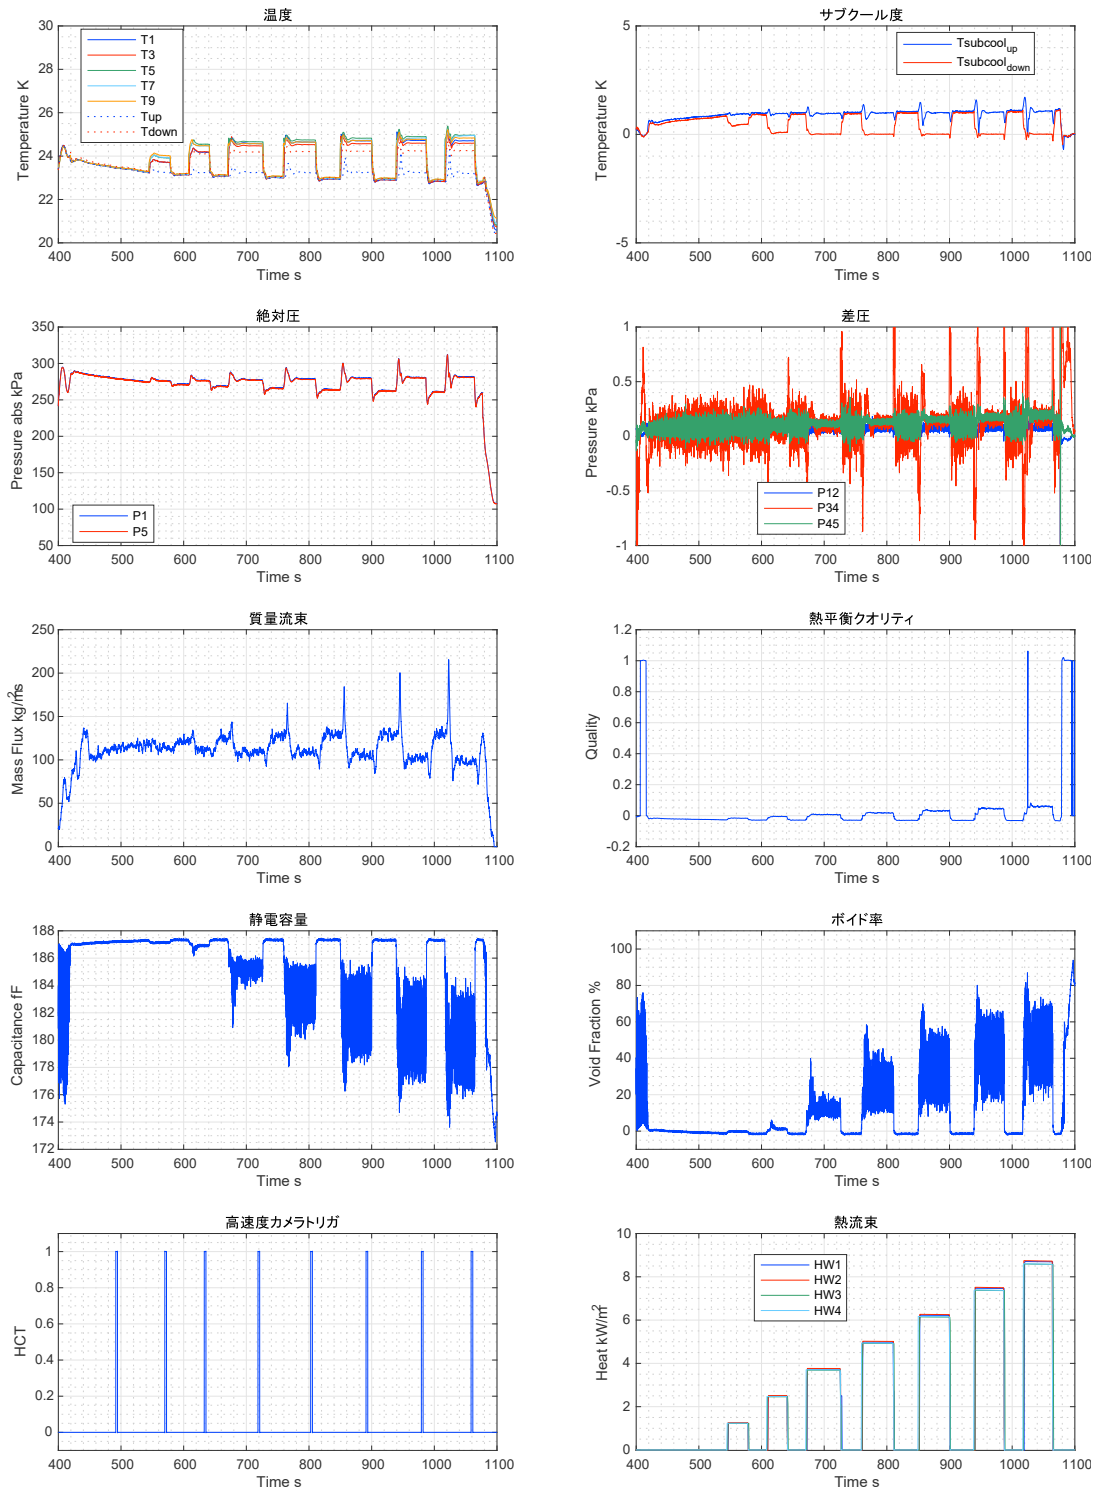 温度
30
28
26
24
22
20
Temperature K
T1
T3
T5
T7
T9
Tup
Tdown
400 500 600 700 800 900 1000 1100
Time s
サブクール度
5
0
-5
Temperature K
Tsubcool_up
Tsubcool_down
400 500 600 700 800 900 1000 1100
Time s
絶対圧
350
300
250
200
150
100
50
Pressure abs kPa
P1
P5
400 500 600 700 800 900 1000 1100
Time s
差圧
1
0.5
0
-0.5
-1
Pressure kPa
P12
P34
P45
400 500 600 700 800 900 1000 1100
Time s
質量流束
250
200
150
100
50
0
Mass Flux kg/m²s
400 500 600 700 800 900 1000 1100
Time s
熱平衡クオリティ
1.2
1
0.8
0.6
0.4
0.2
0
-0.2
Quality
400 500 600 700 800 900 1000 1100
Time s
静電容量
188
186
184
182
180
178
176
174
172
Capacitance fF
400 500 600 700 800 900 1000 1100
Time s
ボイド率
100
80
60
40
20
0
Void Fraction %
400 500 600 700 800 900 1000 1100
Time s
高速度カメラトリガ
1
0.8
0.6
0.4
0.2
0
HCT
400 500 600 700 800 900 1000 1100
Time s
熱流束
10
8
6
4
2
0
Heat kW/m²
HW1
HW2
HW3
HW4
400 500 600 700 800 900 1000 1100
Time s